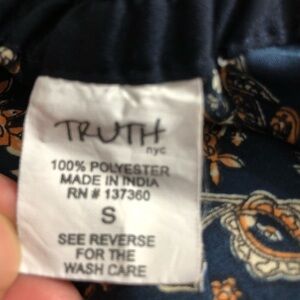 TRUTH
nyc
100% POLYESTER
MADE IN INDIA
RN # 137360
S
SEE REVERSE
FOR THE
WASH CARE